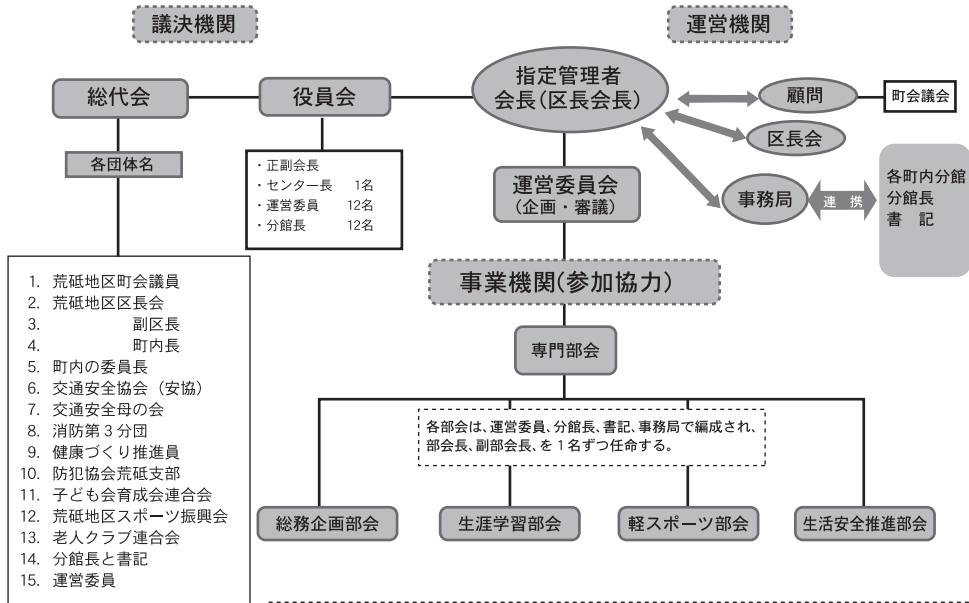 議決機関
運営機関
総代会
役員会
指定管理者
会長(区長会長)
顧問
町会議会
区長会
各団体名
・正副会長
・センター長 1名
・運営委員 12名
・分館長 12名
運営委員会
(企画・審議)
事務局
連携
各町内分館
分館長
書 記
事業機関(参加協力)
専門部会
各部会は、運営委員、分館長、書記、事務局で編成され、
部会長、副部会長、を1名ずつ任命する。
総務企画部会
生涯学習部会
軽スポーツ部会
生活安全推進部会
1. 荒砥地区町会議員
2. 荒砥地区区長会
3. 副区長
4. 町内長
5. 町内の委員長
6. 交通安全協会(安協)
7. 交通安全母の会
8. 消防第3分団
9. 健康づくり推進員
10. 防犯協会荒砥支部
11. 子ども会育成会連合会
12. 荒砥地区スポーツ振興会
13. 老人クラブ連合会
14. 分館長と書記
15. 運営委員